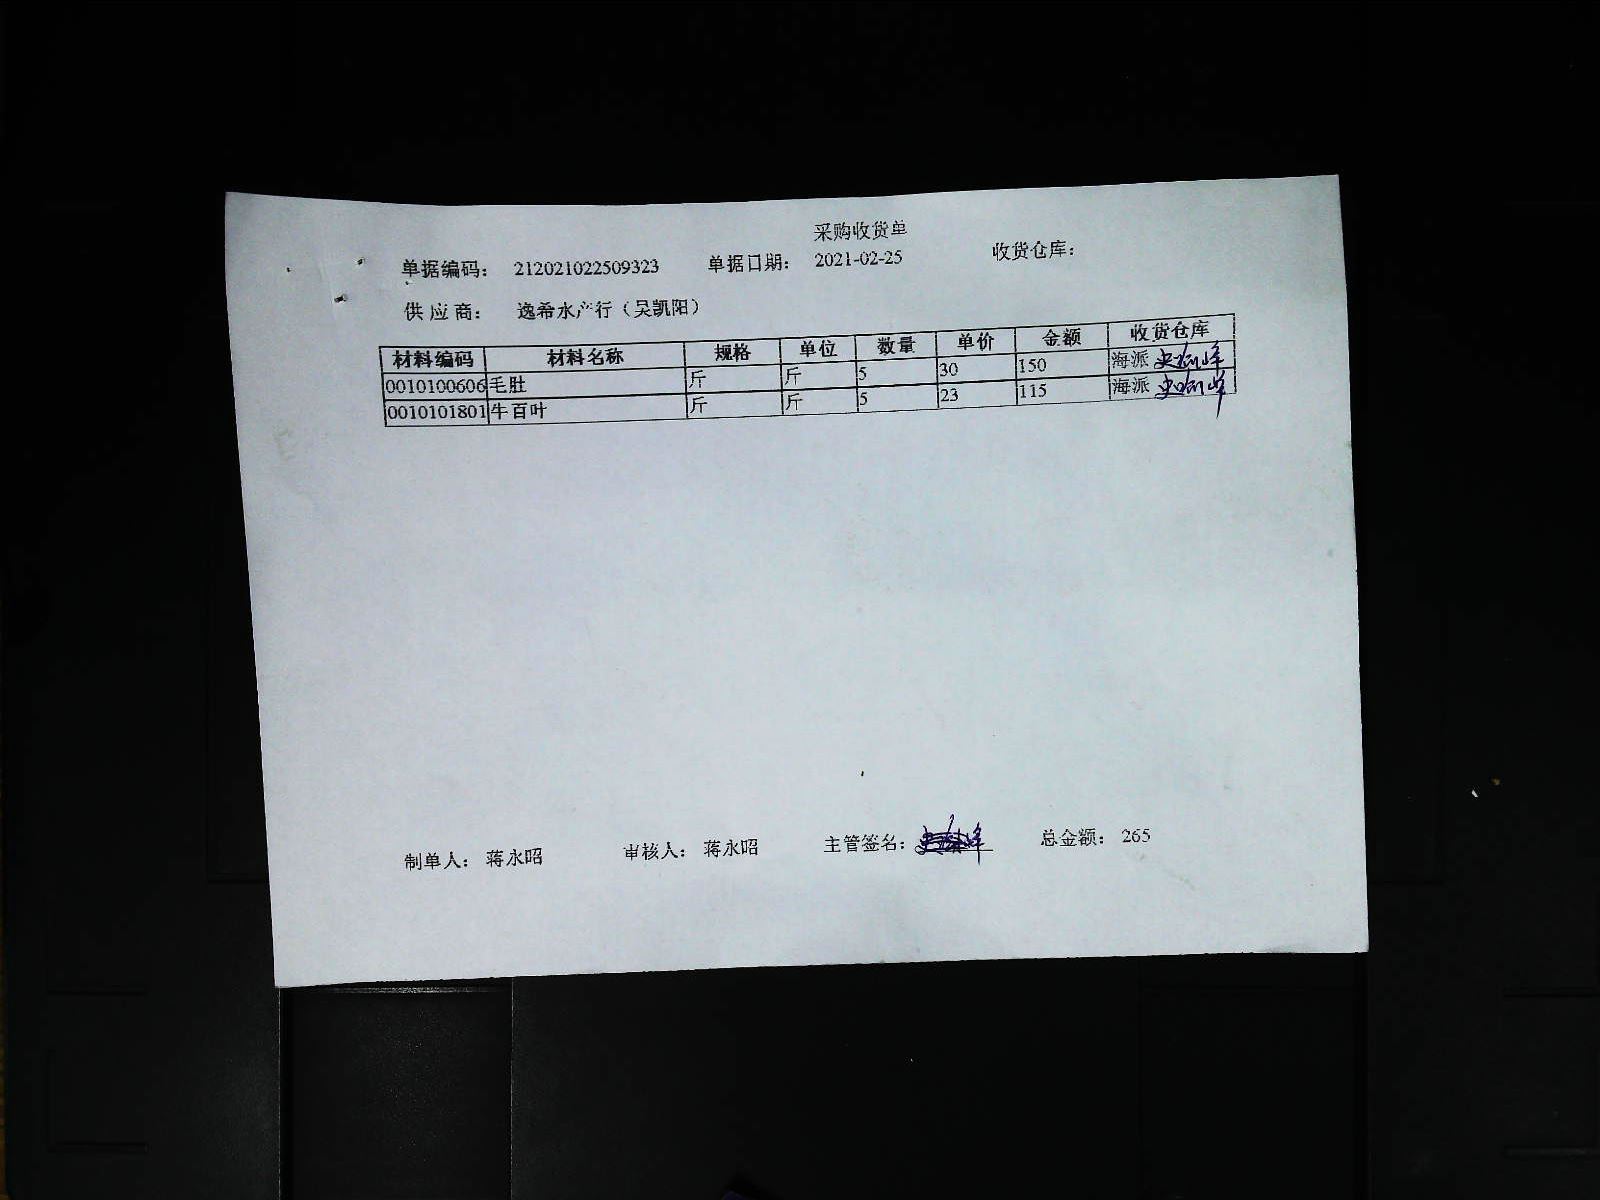 采购收货单
单据编码： 212021022509323 单据日期： 2021-02-25 收货仓库：
供应商： 逸希水产行（吴凯阳）
材料编码 材料名称 规格 单位 数量 单价 金额 收货仓库
0010100606 毛肚 斤 斤 5 30 150 海派
0010101801 牛百叶 斤 斤 5 23 115 海派
制单人： 蒋永昭 审核人： 蒋永昭 主管签名： 总金额： 265